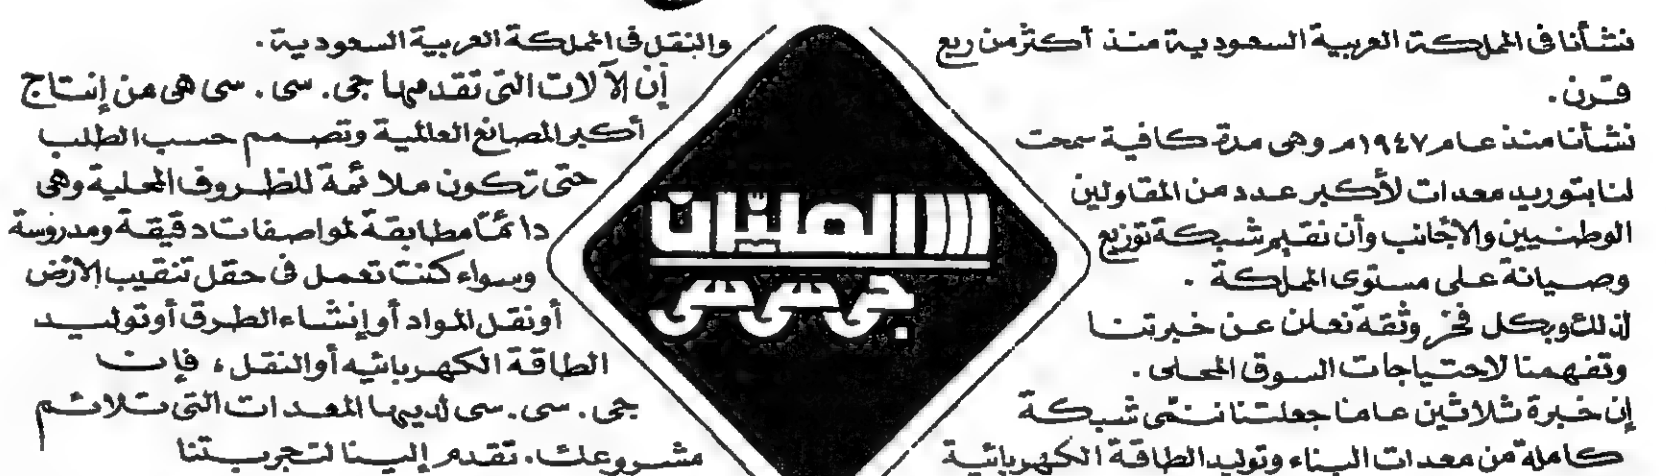 نشأنا فى المملكة العربية السعودية منذ أكثر من ربع
قرن.
نشأنا منذ عام ١٩٤٧م وهى مدة كافية سمحت
لنا بتوريد معدات لأكبر عدد من المقاولين
الوطنيين والأجانب وأن نقيم شبكة توزيع
وصيانة على مستوى المملكة.
لذلك وبكل فخر وثقة نعلن عن خبرتنا
وتفهمنا لاحتياجات السوق المحلى.
إن خبرة ثلاثين عاما جعلتنا ننمى شبكة
كاملة من معدات البناء وتوليد الطاقة الكهربائية
العليان
جى سى سى
والنقل فى المملكة العربية السعودية.
إن الآلات التى تقدمها جى. سى. سى هى من إنتاج
أكبر المصانع العالمية وتصمم حسب الطلب
حتى تكون ملائمة للظروف المحلية وهى
دائمًا مطابقة لمواصفات دقيقة ومدروسة
وسواء كنت تعمل فى حقل تنقيب الأرض
أو نقل المواد أو إنشاء الطرق أو توليد
الطاقة الكهربائيه أو النقل، فإن
جى. سى. سى لديها المعدات التى تلائم
مشروعك. تقدم إلينا لتجربتنا